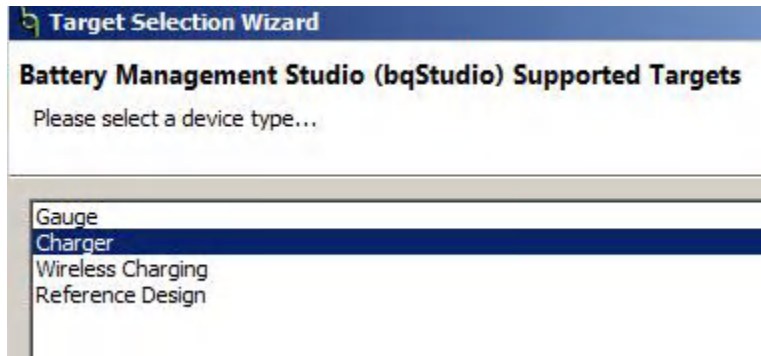 Target Selection Wizard
Battery Management Studio (bqStudio) Supported Targets
Please select a device type...
Gauge
Charger
Wireless Charging
Reference Design